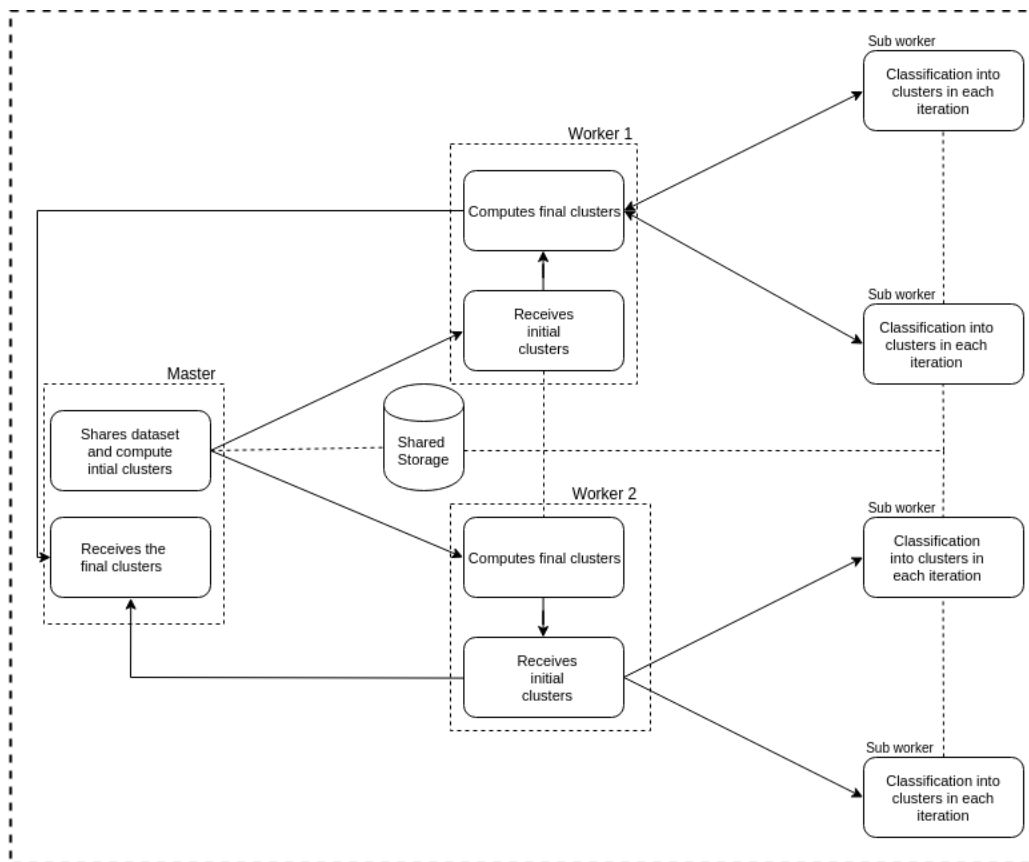 Sub worker
Classification into
clusters in each
iteration
Worker 1
Computes final clusters
Receives
initial
clusters
Sub worker
Classification into
clusters in each
iteration
Master
Shares dataset
and compute
intial clusters
Receives the
final clusters
Shared
Storage
Worker 2
Computes final clusters
Receives
initial
clusters
Sub worker
Classification
into clusters in
each iteration
Sub worker
Classification into
clusters in each
iteration